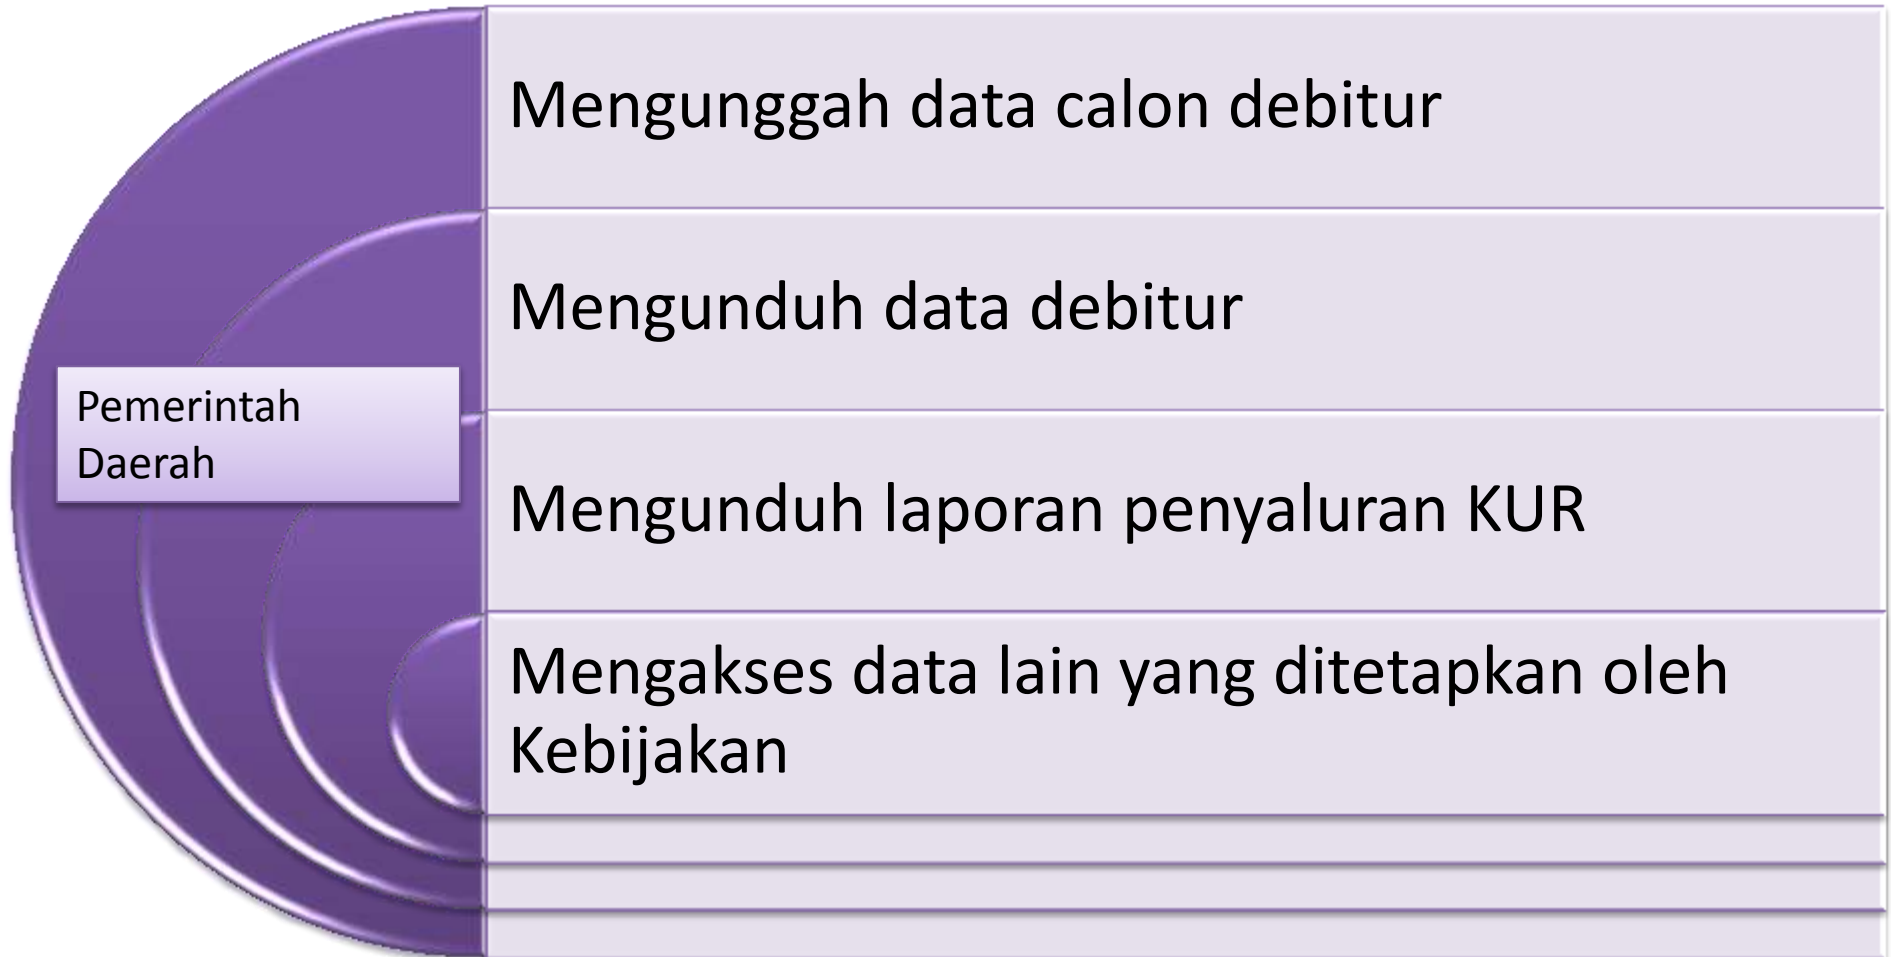 Mengunggah data calon debitur
Mengunduh data debitur
Pemerintah
Daerah
Mengunduh laporan penyaluran KUR
Mengakses data lain yang ditetapkan oleh
Kebijakan